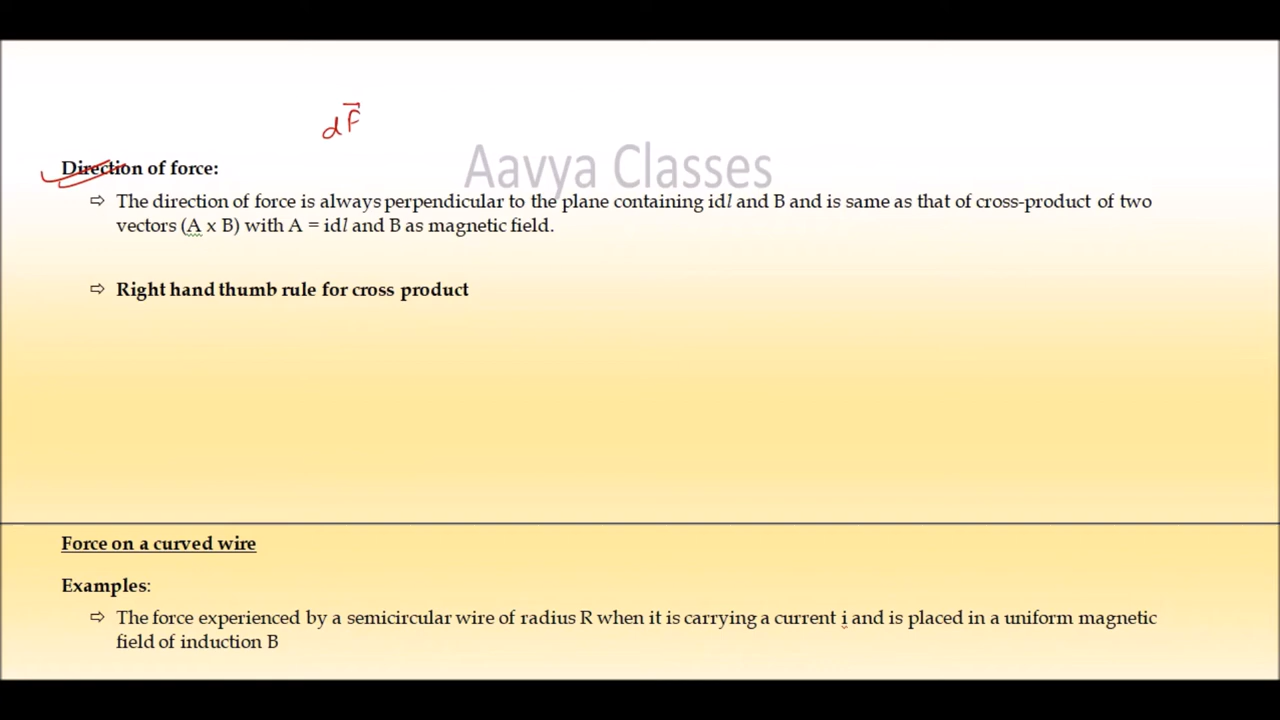 dF⃗
Aavya Classes
Direction of force:
⇨ The direction of force is always perpendicular to the plane containing idl and B and is same as that of cross-product of two
vectors (A x B) with A = idl and B as magnetic field.
⇨ Right hand thumb rule for cross product
Force on a curved wire
Examples:
⇨ The force experienced by a semicircular wire of radius R when it is carrying a current i and is placed in a uniform magnetic
field of induction B